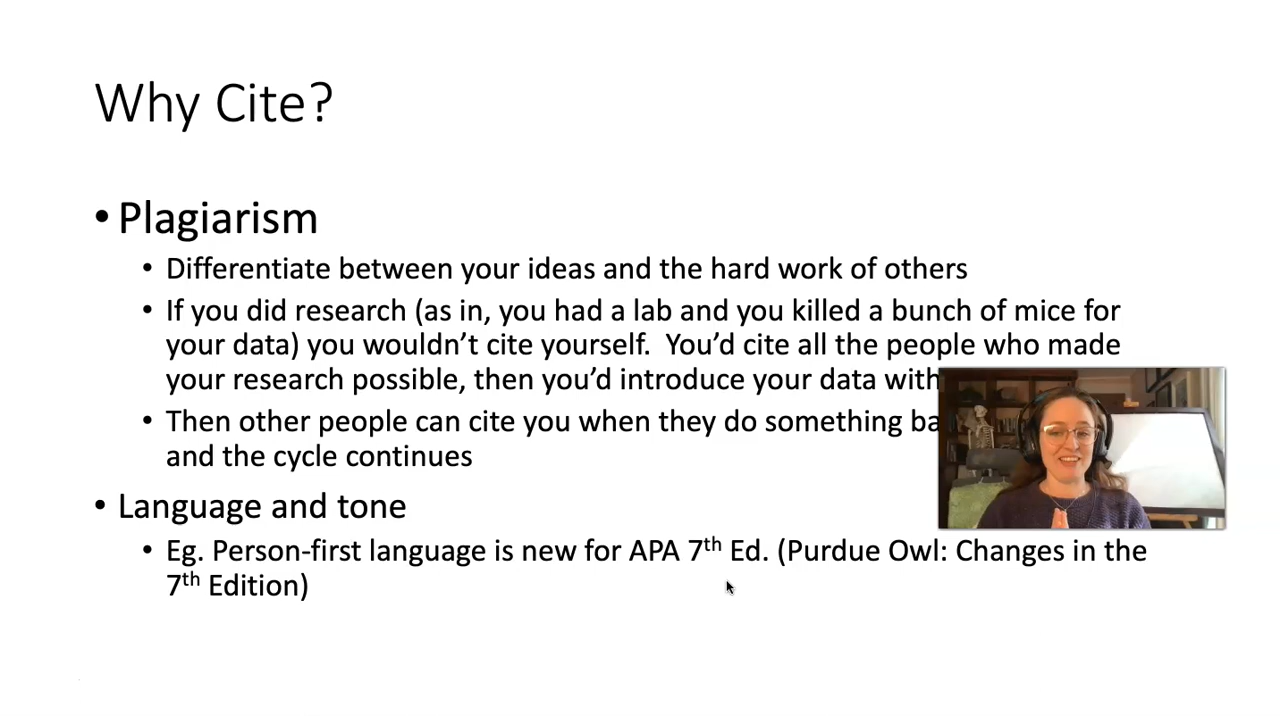 Why Cite?
• Plagiarism
• Differentiate between your ideas and the hard work of others
• If you did research (as in, you had a lab and you killed a bunch of mice for
your data) you wouldn’t cite yourself.  You’d cite all the people who made
your research possible, then you’d introduce your data with
• Then other people can cite you when they do something
and the cycle continues
• Language and tone
• Eg. Person-first language is new for APA 7th Ed. (Purdue Owl: Changes in the
7th Edition)